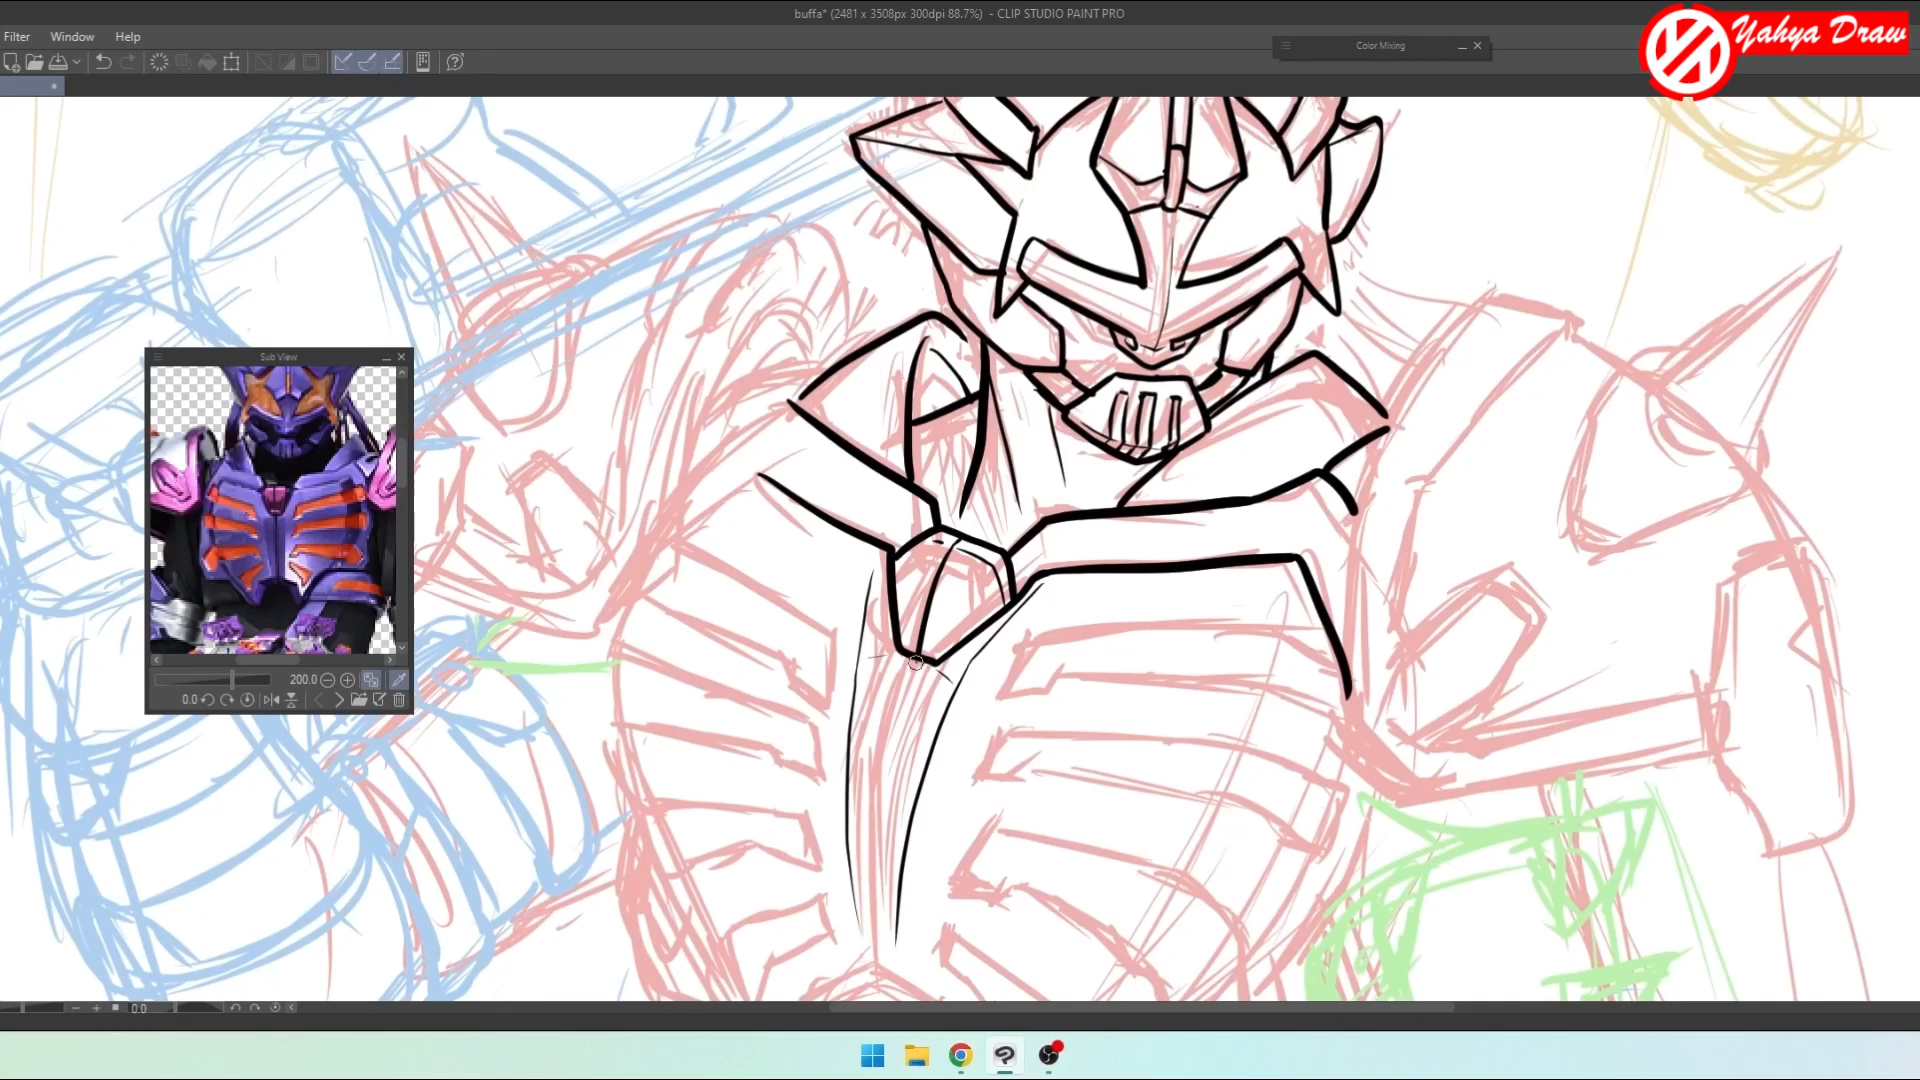 buffa* (2481 x 3508px 300dpi 88.7%) - CLIP STUDIO PAINT PRO
Filter Window Help
Color Mixing
Yahya Draw
Sub View
200.0
0.0
0.0